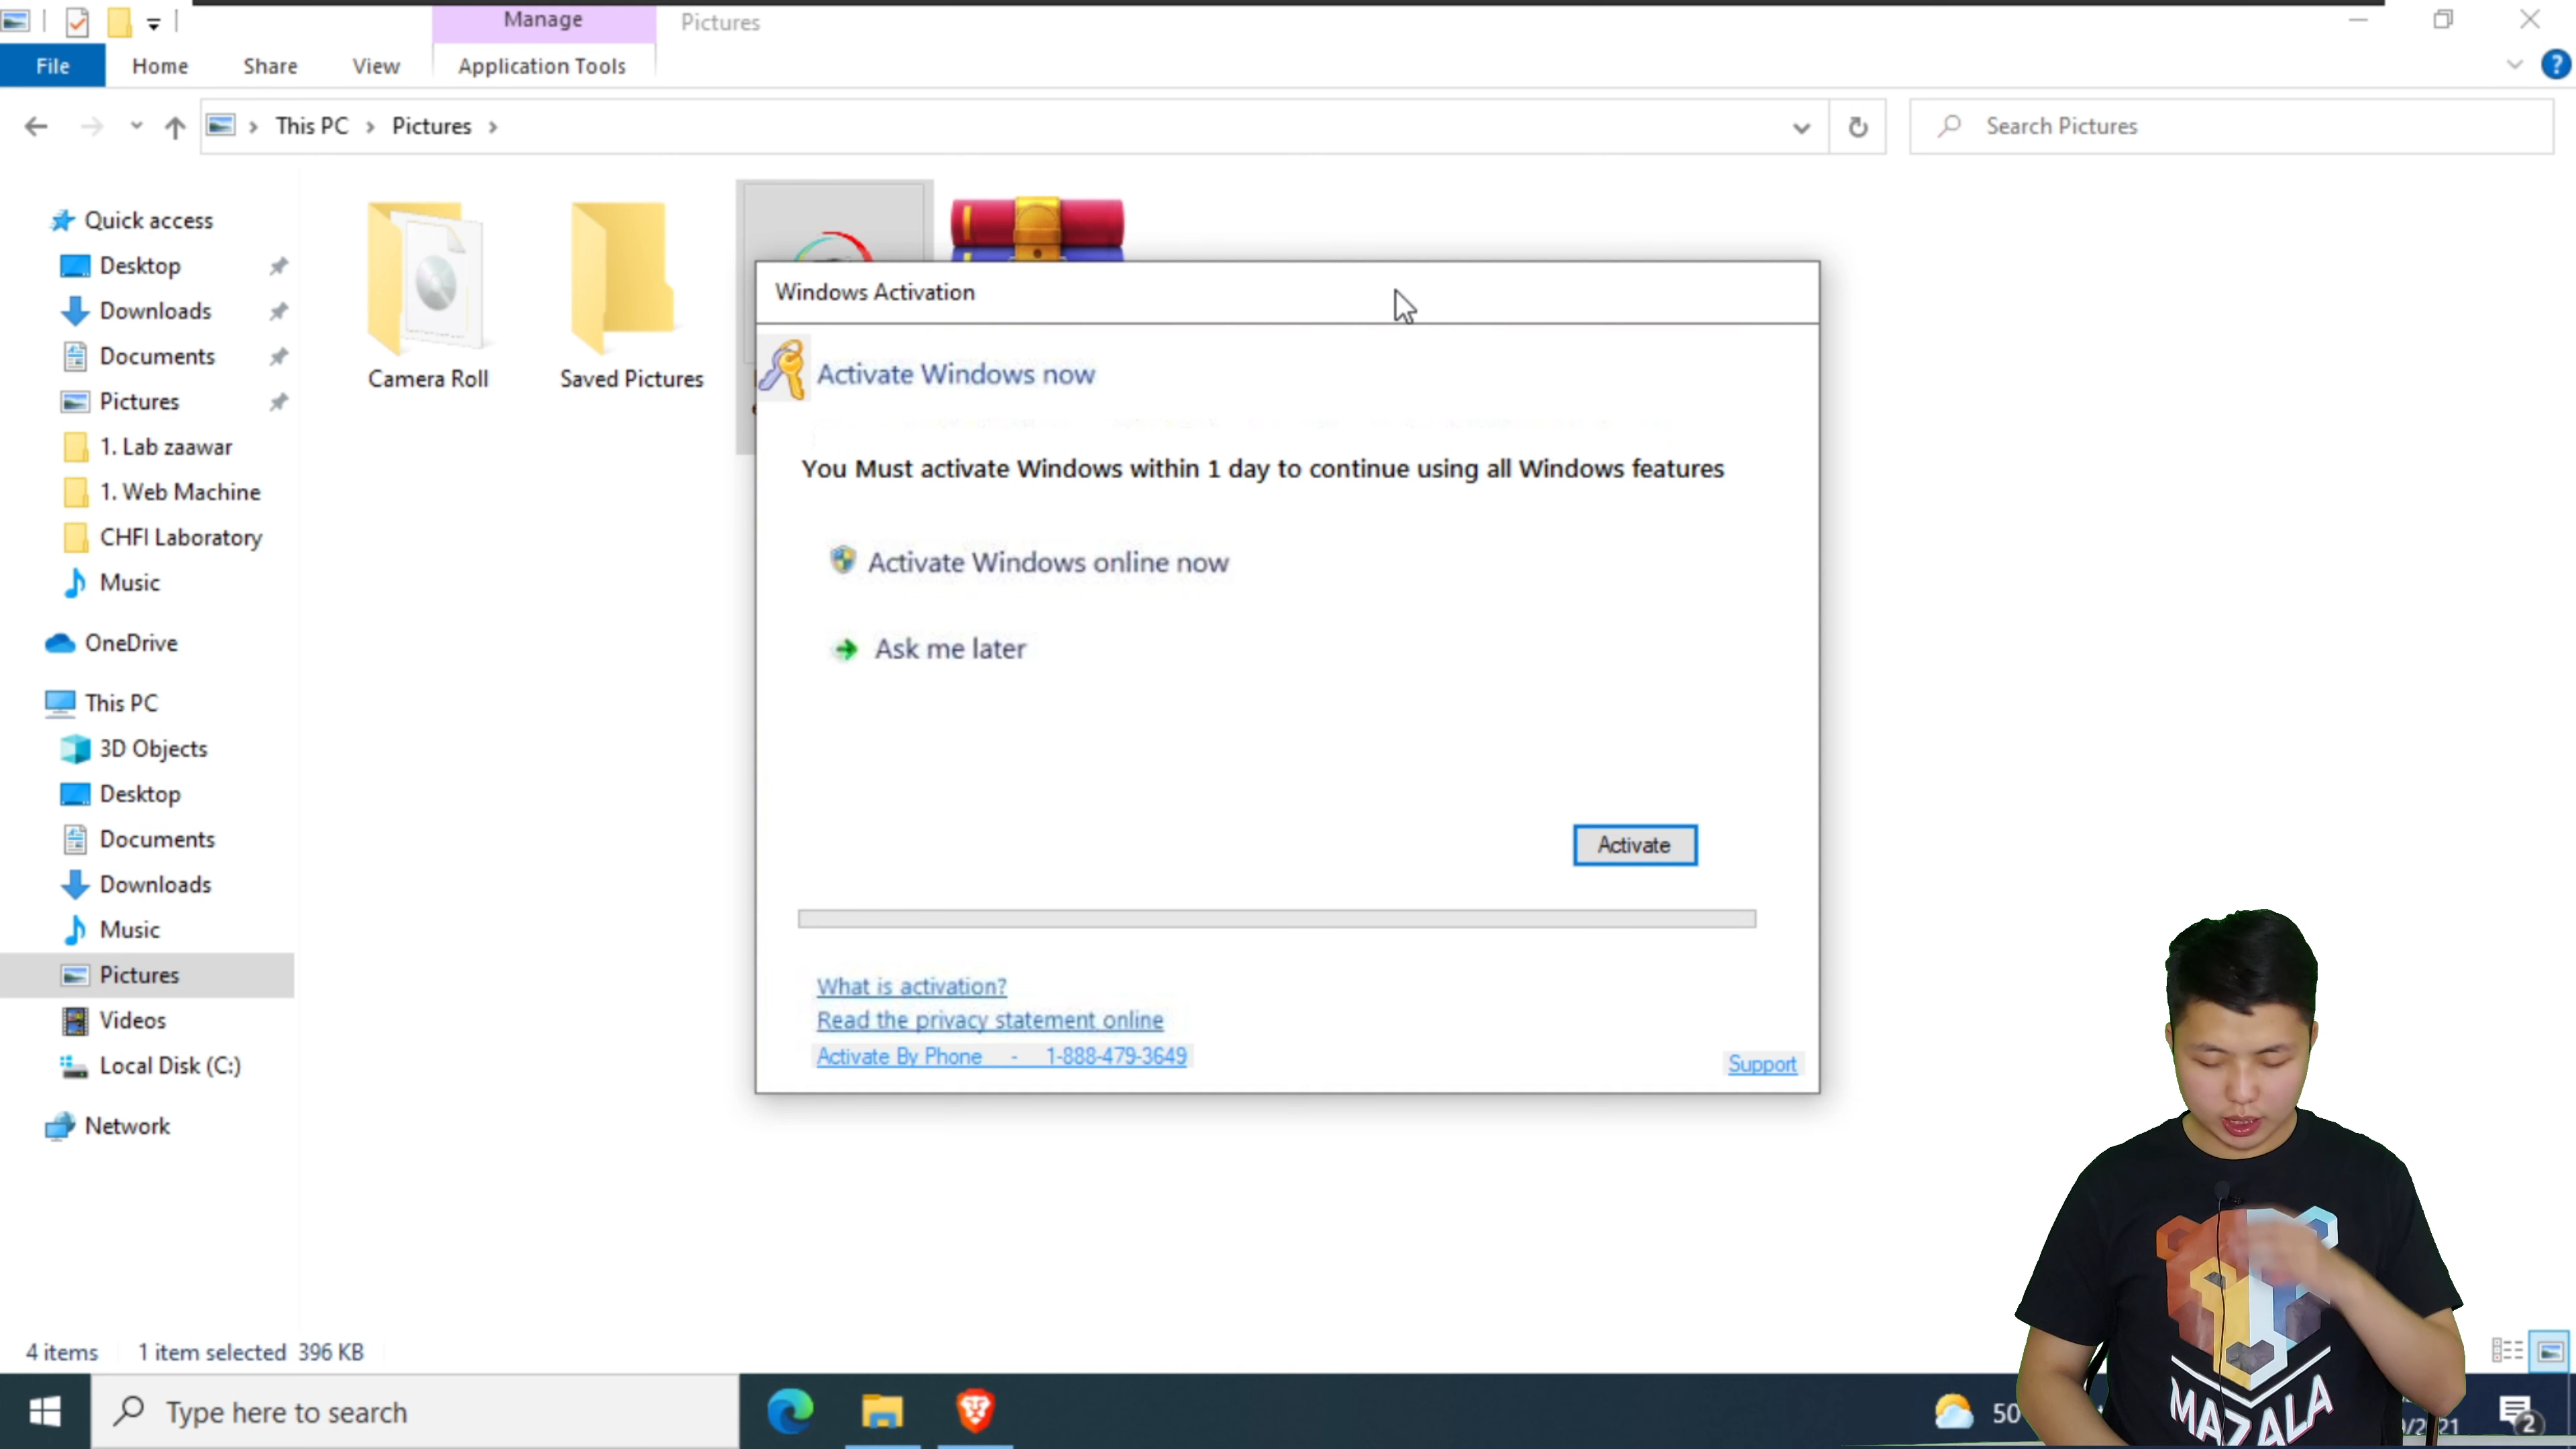 Manage
Pictures
File
Home
Share
View
Application Tools
This PC
Pictures
Search Pictures
Quick access
Desktop
Downloads
Documents
Pictures
1. Lab zaawar
1. Web Machine
CHFI Laboratory
Music
OneDrive
This PC
3D Objects
Desktop
Documents
Downloads
Music
Pictures
Videos
Local Disk (C:)
Network
Camera Roll
Saved Pictures
Windows Activation
Activate Windows now
You Must activate Windows within 1 day to continue using all Windows features
Activate Windows online now
Ask me later
Activate
What is activation?
Read the privacy statement online
Activate By Phone - 1-888-479-3649
Support
4 items 1 item selected 396 KB
Type here to search
50
2
MAZALA